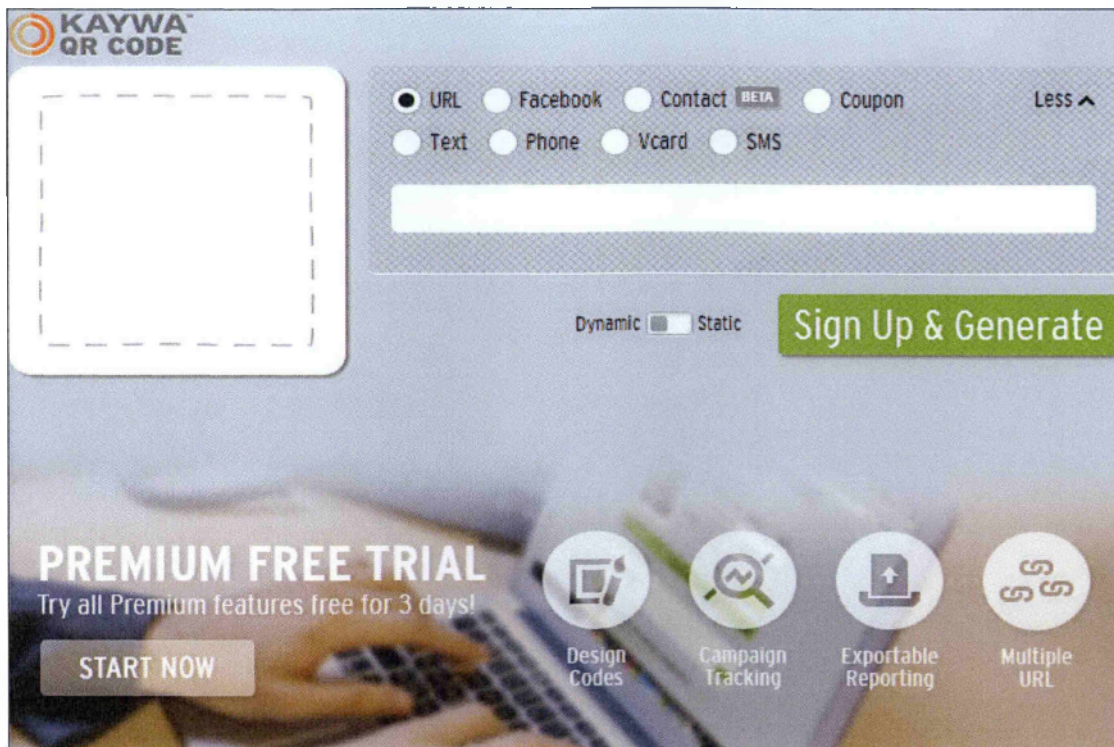 KAYWA
QR CODE
URL Facebook Contact BETA Coupon Less
Text Phone Vcard SMS
Dynamic Static
Sign Up & Generate
PREMIUM FREE TRIAL
Try all Premium features free for 3 days!
START NOW
Design
Codes
Campaign
Tracking
Exportable
Reporting
Multiple
URL